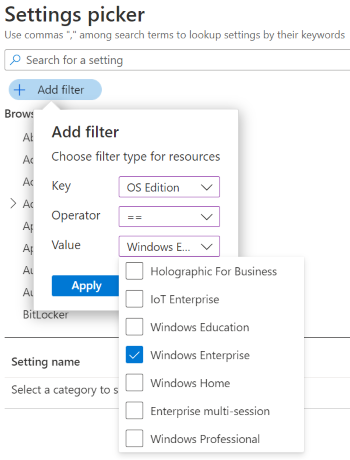 Settings picker
Use commas "," among search terms to lookup settings by their keywords
Search for a setting
+ Add filter
Brows
Ab
Add filter
Choose filter type for resources
Key
OS Edition
Operator
==
Value
Windows E...
Apply
Holographic For Business
IoT Enterprise
Windows Education
Windows Enterprise
Windows Home
Enterprise multi-session
Windows Professional
BitLocker
Setting name
Select a category to s